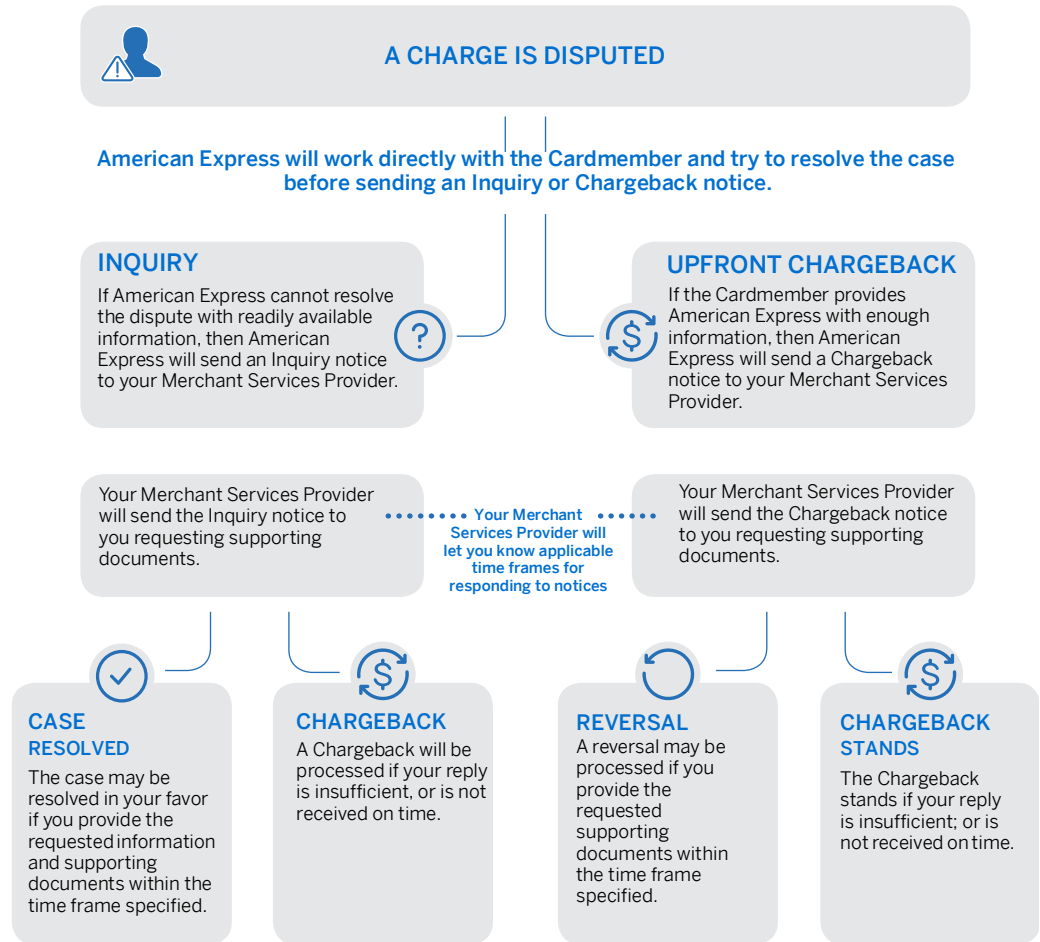 A CHARGE IS DISPUTED
American Express will work directly with the Cardmember and try to resolve the case
before sending an Inquiry or Chargeback notice.
INQUIRY
If American Express cannot resolve
the dispute with readily available
information, then American
Express will send an Inquiry notice
to your Merchant Services Provider.
?
UPFRONT CHARGEBACK
If the Cardmember provides
American Express with enough
information, then American
Express will send a Chargeback
notice to your Merchant Services
Provider.
$
Your Merchant Services Provider
will send the Inquiry notice to
you requesting supporting
documents.
Your Merchant
Services Provider will
let you know applicable
time frames for
responding to notices
Your Merchant Services Provider
will send the Chargeback notice
to you requesting supporting
documents.
CASE
RESOLVED
The case may be
resolved in your favor
if you provide the
requested information
and supporting
documents within the
time frame specified.
$
CHARGEBACK
A Chargeback will be
processed if your reply
is insufficient, or is not
received on time.
REVERSAL
A reversal may be
processed if you
provide the
requested
supporting
documents within
the time frame
specified.
$
CHARGEBACK
STANDS
The Chargeback
stands if your reply
is insufficient; or is
not received on time.